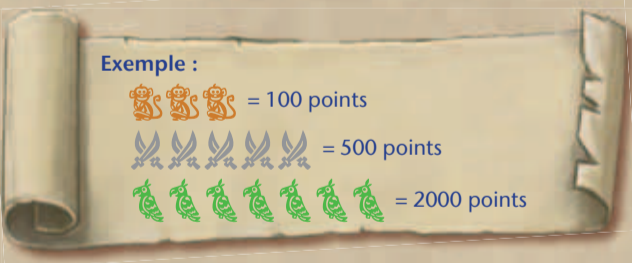 Exemple :
= 100 points
= 500 points
= 2000 points